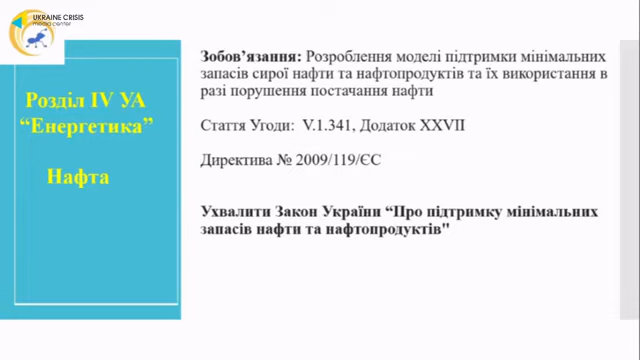 UKRAINE CRISIS
media center
Розділ IV УА
“Енергетика”
Нафта
Зобов’язання: Розроблення моделі підтримки мінімальних
запасів сирої нафти та нафтопродуктів та їх використання в
разі порушення постачання нафти
Стаття Угоди: V.1.341, Додаток XXVII
Директива № 2009/119/ЄС
Ухвалити Закон України “Про підтримку мінімальних
запасів нафти та нафтопродуктів"